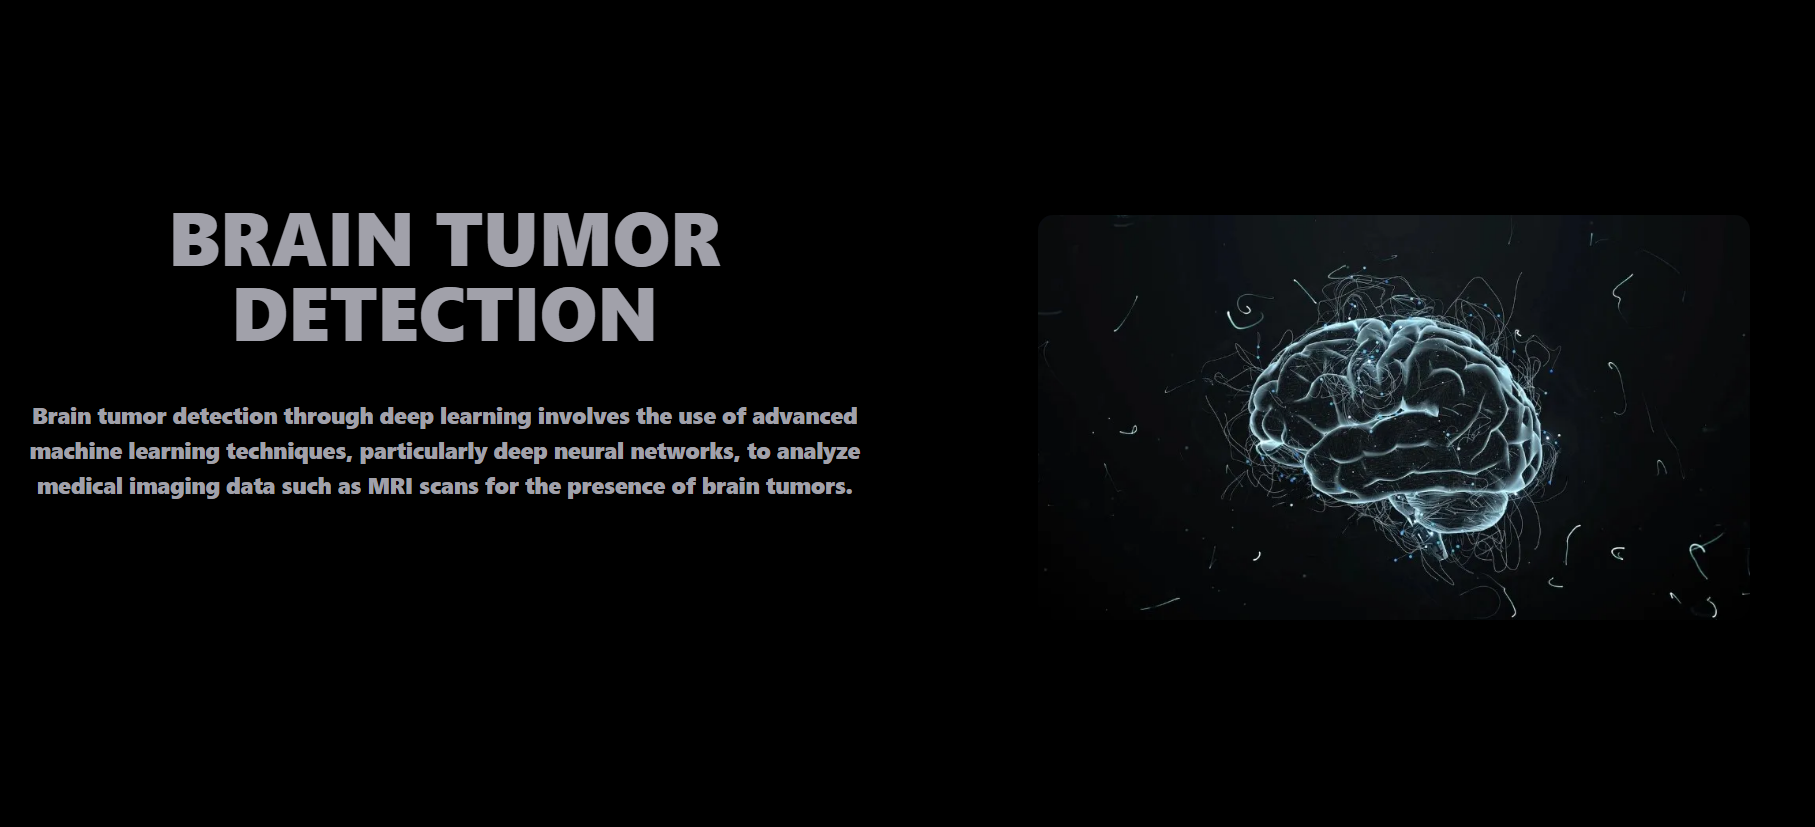 BRAIN TUMOR
DETECTION
Brain tumor detection through deep learning involves the use of advanced
machine learning techniques, particularly deep neural networks, to analyze
medical imaging data such as MRI scans for the presence of brain tumors.